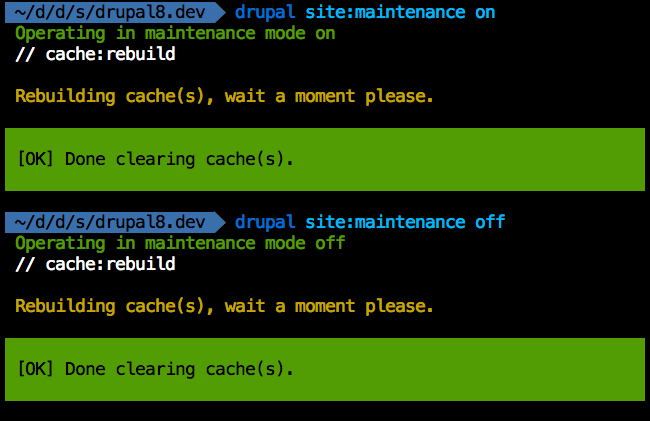 ~/d/d/s/drupal8.dev drupal site:maintenance on
Operating in maintenance mode on
// cache:rebuild
Rebuilding cache(s), wait a moment please.
[OK] Done clearing cache(s).
~/d/d/s/drupal8.dev drupal site:maintenance off
Operating in maintenance mode off
// cache:rebuild
Rebuilding cache(s), wait a moment please.
[OK] Done clearing cache(s).